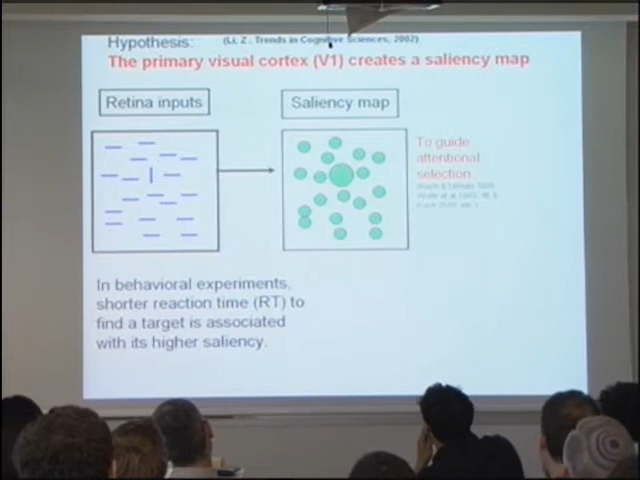 Hypothesis: (Li, Z., Trends in Cognitive Sciences, 2002)
The primary visual cortex (V1) creates a saliency map
Retina inputs
Saliency map
To guide
attentional
selection
In behavioral experiments,
shorter reaction time (RT) to
find a target is associated
with its higher saliency.